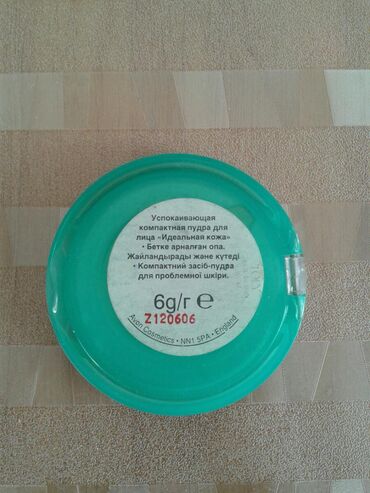 Успокаивающая
компактная пудра для
лица «Идеальная кожа»
• Бетке арналған опа.
Жайландырады және күтеді
• Компактний засіб-пудра
для проблемної шкіри.
6g/г e
Z120606
Avon Cosmetics • NN1 5PA • England